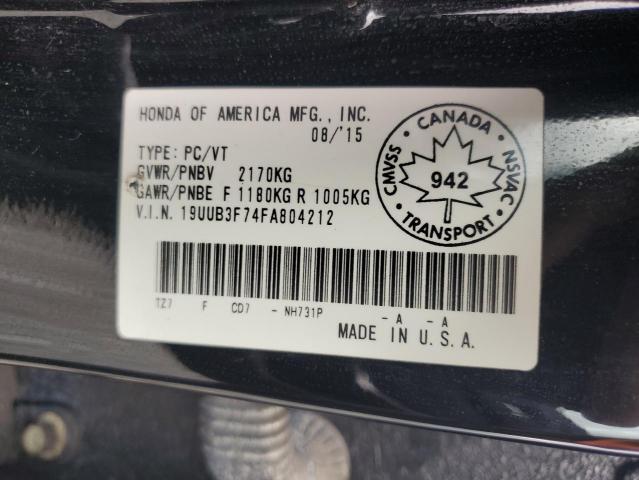 HONDA OF AMERICA MFG., INC.
08/'15
TYPE: PC/VT
GVWR/PNBV 2170KG
GAWR/PNBE F 1180KG R 1005KG
V.I.N. 19UUB3F74FA804212
CANADA
CMVSS
NSVAC
942
TRANSPORT
TZ7 F CD7 - NH731P - A - A
MADE IN U.S.A.